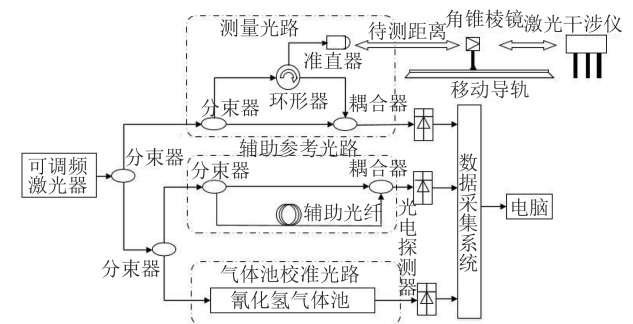 测量光路
准直器
待测距离
角锥棱镜
激光干涉仪
移动导轨
环形器
分束器
耦合器
辅助参考光路
可调频
激光器
分束器
分束器
耦合器
辅助光纤
分束器
光电探测器
数据采集系统
电脑
气体池校准光路
氰化氢气体池